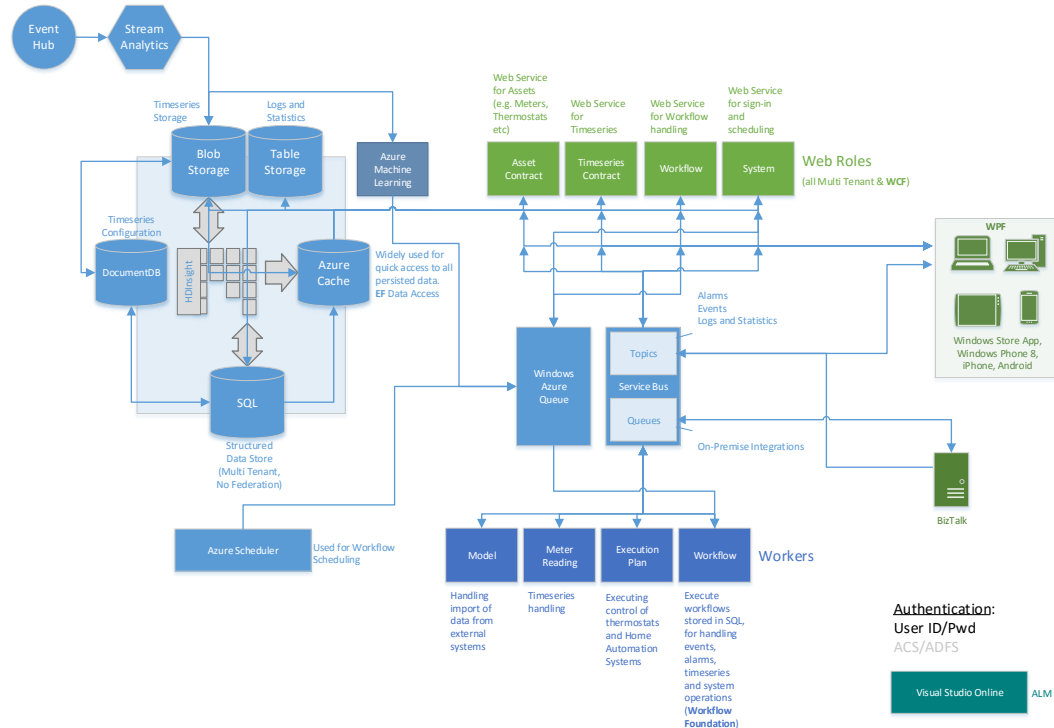 Event
Hub
Stream
Analytics
Timeseries
Storage
Logs and
Statistics
Blob
Storage
Table
Storage
Azure
Machine
Learning
Timeseries
Configuration
DocumentDB
HDInsight
Azure
Cache
Widely used for
quick access to all
persisted data.
EF Data Access
SQL
Structured
Data Store
(Multi Tenant,
No Federation)
Azure Scheduler
Used for Workflow
Scheduling
Web Service
for Assets
(e.g. Meters,
Thermostats
etc)
Web Service
for
Timeseries
Web Service
for Workflow
handling
Web Service
for sign-in
and
scheduling
Asset
Contract
Timeseries
Contract
Workflow
System
Web Roles
(all Multi Tenant & WCF)
WPF
Windows Store App,
Windows Phone 8,
iPhone, Android
Alarms
Events
Logs and Statistics
Windows
Azure
Queue
Topics
Service Bus
Queues
On-Premise Integrations
BizTalk
Model
Meter
Reading
Execution
Plan
Workflow
Workers
Handling
import of
data from
external
systems
Timeseries
handling
Executing
control of
thermostats
and Home
Automation
Systems
Execute
workflows
stored in SQL,
for handling
events,
alarms,
timeseries
and system
operations
(Workflow
Foundation)
Authentication:
User ID/Pwd
ACS/ADFS
Visual Studio Online
ALM